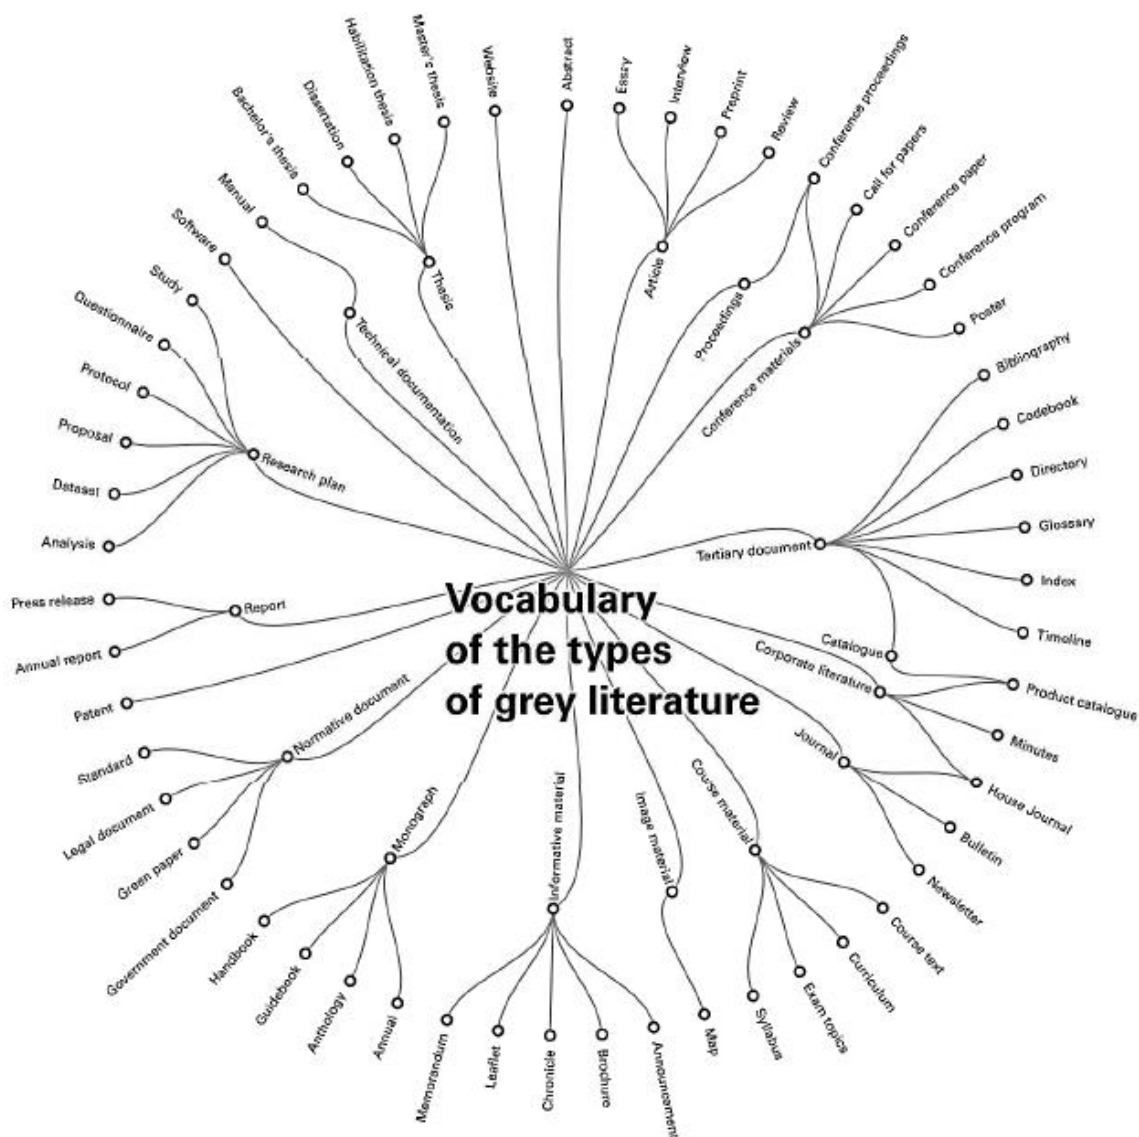 Vocabulary
of the types
of grey literature
Abstract
Essay
Interview
Preprint
Review
Article
Conference proceedings
Proceedings
Call for papers
Conference paper
Conference program
Poster
Conference materials
Bibliography
Codebook
Directory
Glossary
Index
Timeline
Tertiary document
Catalogue
Product catalogue
Corporate literature
Minutes
House Journal
Journal
Bulletin
Newsletter
Course material
Course text
Curriculum
Exam topics
Syllabus
Image material
Map
Informative material
Announcement
Brochure
Chronicle
Leaflet
Memorandum
Monograph
Annual
Anthology
Guidebook
Handbook
Normative document
Government document
Green paper
Legal document
Standard
Patent
Report
Annual report
Press release
Research plan
Analysis
Dataset
Proposal
Protocol
Questionnaire
Study
Software
Technical documentation
Manual
Thesis
Bachelor's thesis
Dissertation
Habilitation thesis
Master's thesis
Website